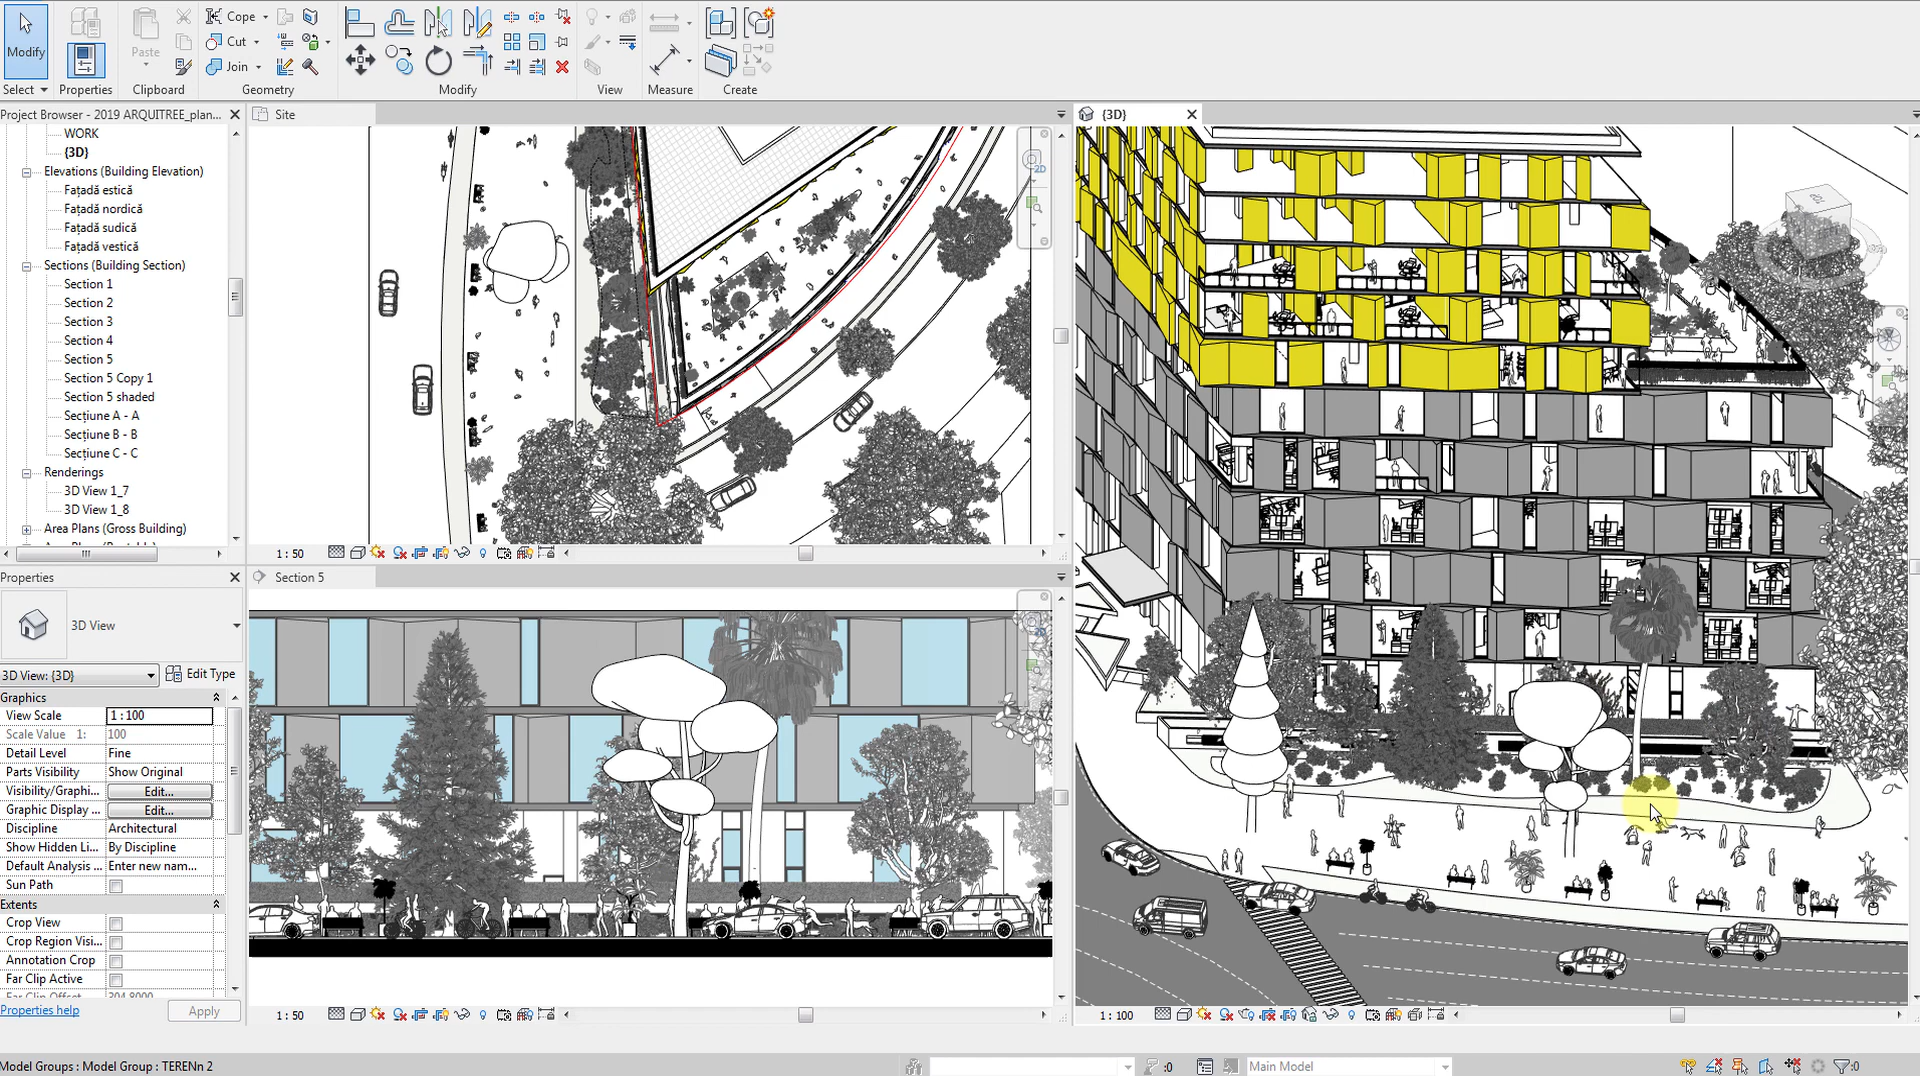 Modify
Select
Properties
Paste
Clipboard
Cope
Cut
Join
Geometry
Modify
View
Measure
Create
Project Browser - 2019 ARQUITREE_plan...
WORK
{3D}
Elevations (Building Elevation)
Fațadă estică
Fațadă nordică
Fațadă sudică
Fațadă vestică
Sections (Building Section)
Section 1
Section 2
Section 3
Section 4
Section 5
Section 5 Copy 1
Section 5 shaded
Secțiune A - A
Secțiune B - B
Secțiune C - C
Renderings
3D View 1_7
3D View 1_8
Area Plans (Gross Building)
Properties
3D View
3D View: {3D}
Edit Type
Graphics
View Scale 1 : 100
Scale Value 1: 100
Detail Level Fine
Parts Visibility Show Original
Visibility/Graphi... Edit...
Graphic Display ... Edit...
Discipline Architectural
Show Hidden Li... By Discipline
Default Analysis ... Enter new nam...
Sun Path
Extents
Crop View
Crop Region Visi...
Annotation Crop
Far Clip Active
Far Clip Offset 304.8000
Properties help
Apply
Site
2D
1 : 50
Section 5
1 : 50
{3D}
1 : 100
Model Groups : Model Group : TERENn 2
:0
Main Model
:0